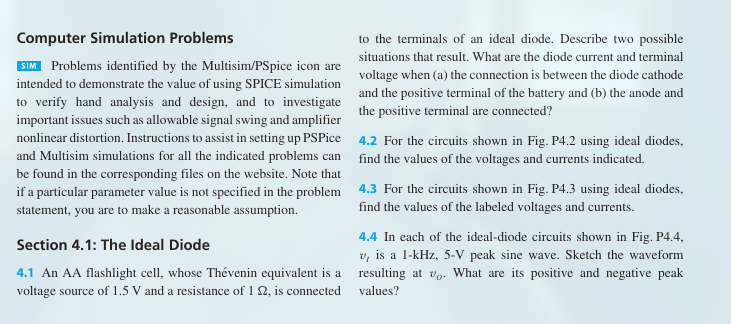 Computer Simulation Problems
SIM Problems identified by the Multisim/PSpice icon are
intended to demonstrate the value of using SPICE simulation
to verify hand analysis and design, and to investigate
important issues such as allowable signal swing and amplifier
nonlinear distortion. Instructions to assist in setting up PSPice
and Multisim simulations for all the indicated problems can
be found in the corresponding files on the website. Note that
if a particular parameter value is not specified in the problem
statement, you are to make a reasonable assumption.
Section 4.1: The Ideal Diode
4.1 An AA flashlight cell, whose Thévenin equivalent is a
voltage source of 1.5 V and a resistance of 1 Ω, is connected
to the terminals of an ideal diode. Describe two possible
situations that result. What are the diode current and terminal
voltage when (a) the connection is between the diode cathode
and the positive terminal of the battery and (b) the anode and
the positive terminal are connected?
4.2 For the circuits shown in Fig. P4.2 using ideal diodes,
find the values of the voltages and currents indicated.
4.3 For the circuits shown in Fig. P4.3 using ideal diodes,
find the values of the labeled voltages and currents.
4.4 In each of the ideal-diode circuits shown in Fig. P4.4,
v_I is a 1-kHz, 5-V peak sine wave. Sketch the waveform
resulting at v_O. What are its positive and negative peak
values?